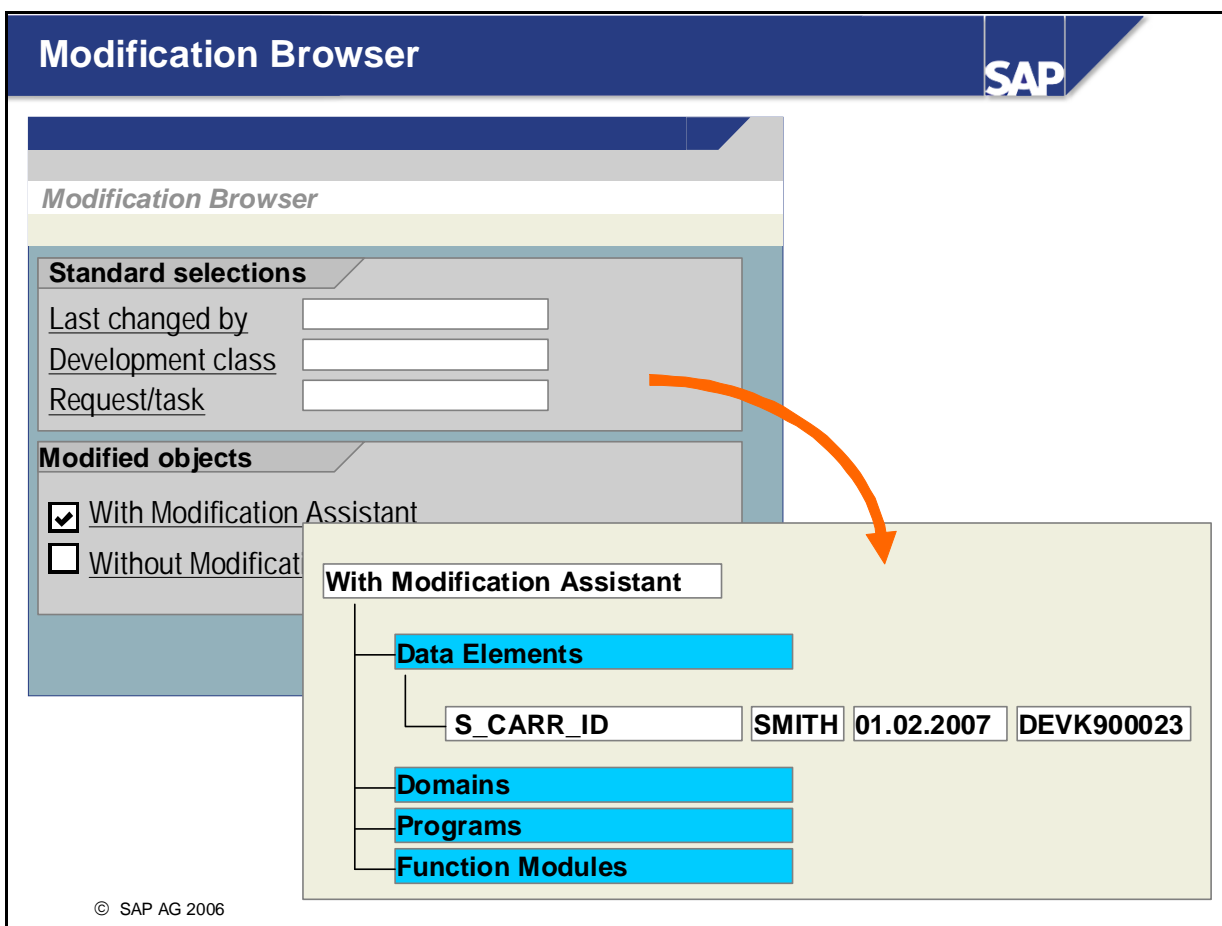 Modification Browser
SAP
Modification Browser
Standard selections
Last changed by
Development class
Request/task
Modified objects
With Modification Assistant
Without Modificati
With Modification Assistant
Data Elements
S_CARR_ID SMITH 01.02.2007 DEVK900023
Domains
Programs
Function Modules
© SAP AG 2006